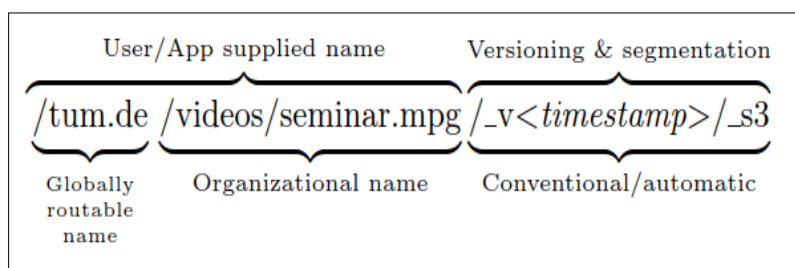 User/App supplied name Versioning & segmentation
/tum.de /videos/seminar.mpg /_v<timestamp>/_s3
Globally routable name Organizational name Conventional/automatic